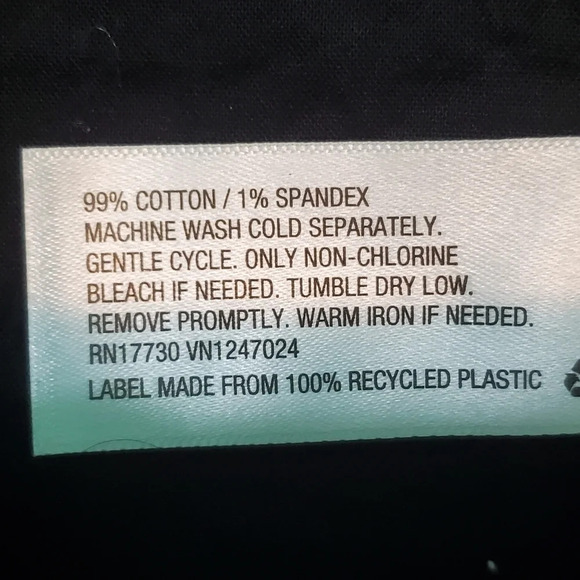 99% COTTON / 1% SPANDEX
MACHINE WASH COLD SEPARATELY.
GENTLE CYCLE. ONLY NON-CHLORINE
BLEACH IF NEEDED. TUMBLE DRY LOW.
REMOVE PROMPTLY. WARM IRON IF NEEDED.
RN17730 VN1247024
LABEL MADE FROM 100% RECYCLED PLASTIC